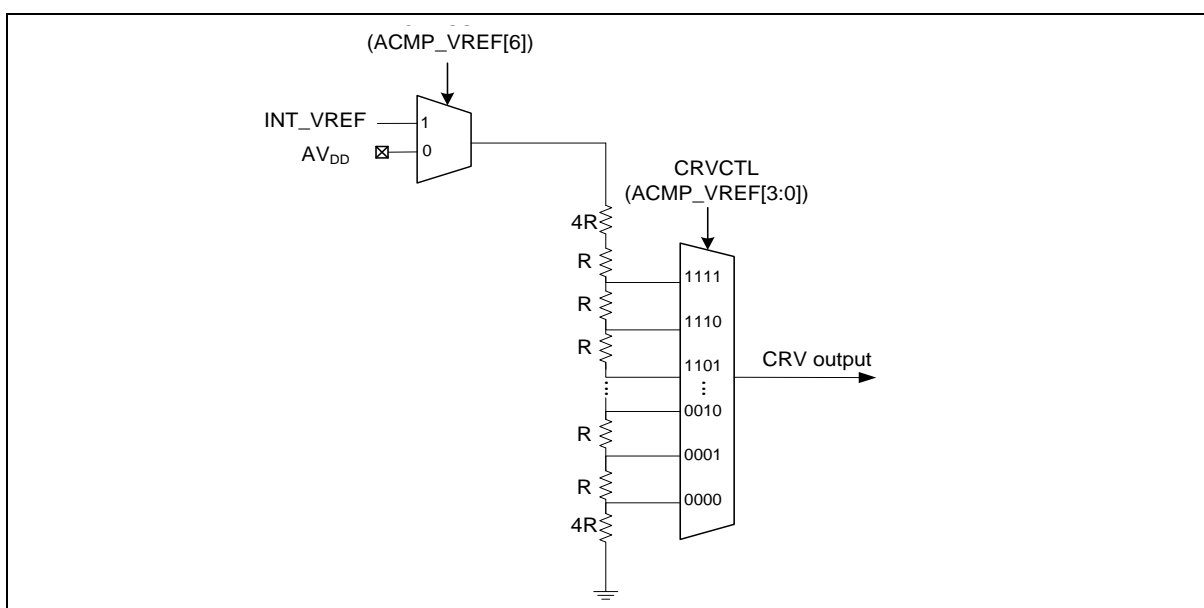 (ACMP_VREF[6])
INT_VREF
1
AV_DD
0
CRVCTL
(ACMP_VREF[3:0])
4R
R
1111
R
1110
R
1101
...
...
0010
R
0001
R
0000
4R
CRV output